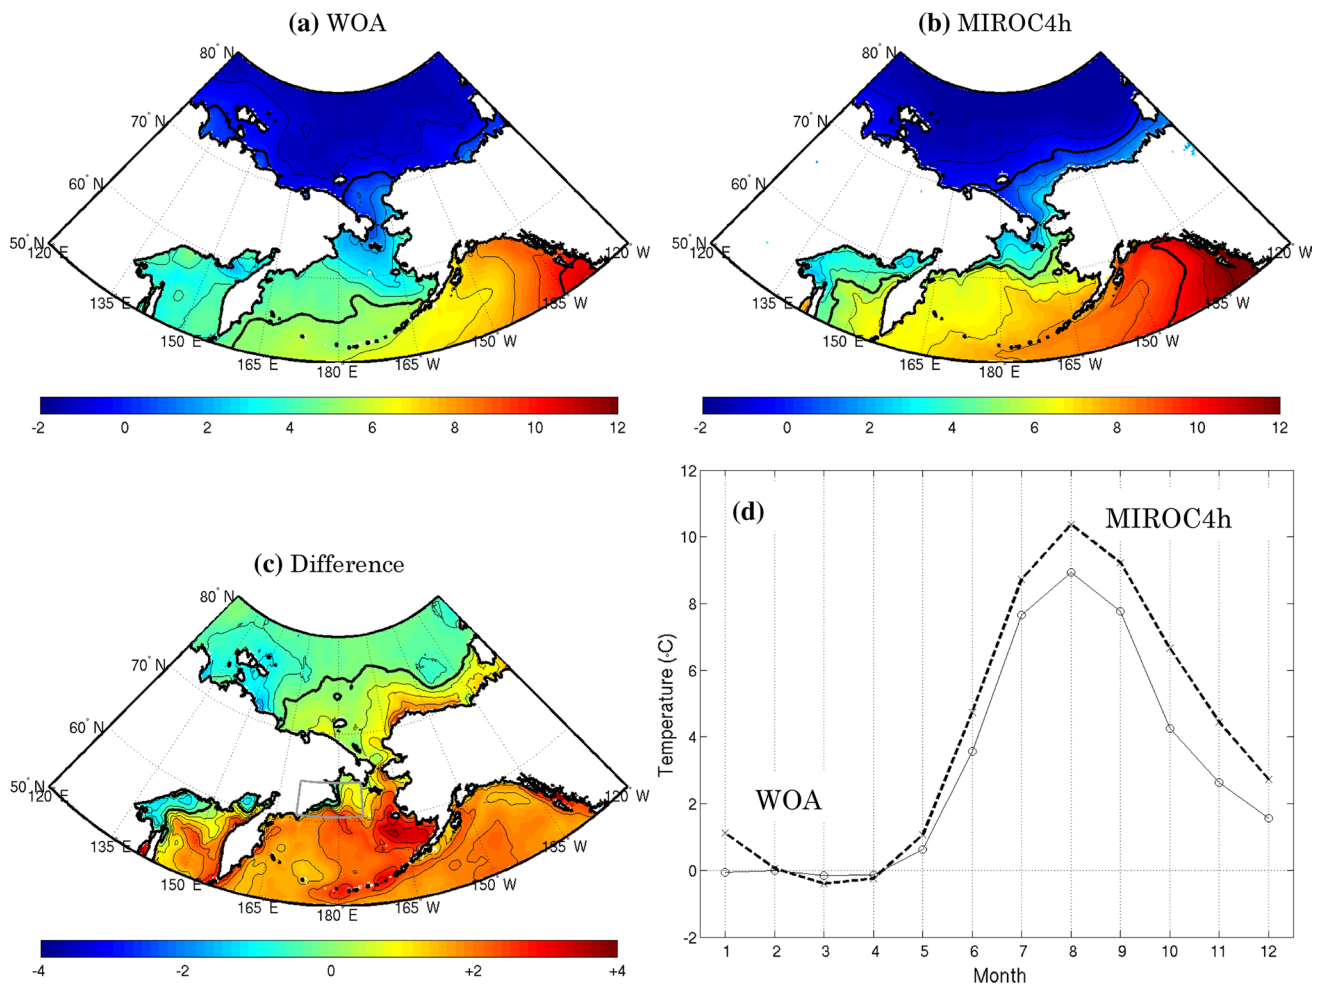 (a) WOA
80° N
70° N
60° N
50° N
120° E
135° E
150° E
165° E
180° E
165° W
150° W
135° W
120° W
-2 0 2 4 6 8 10 12
(b) MIROC4h
80° N
70° N
60° N
50° N
120° E
135° E
150° E
165° E
180° E
165° W
150° W
135° W
120° W
-2 0 2 4 6 8 10 12
(c) Difference
80° N
70° N
60° N
50° N
120° E
135° E
150° E
165° E
180° E
165° W
150° W
135° W
120° W
-4 -2 0 +2 +4
(d)
MIROC4h
WOA
Temperature (◦C)
12
10
8
6
4
2
0
-2
1 2 3 4 5 6 7 8 9 10 11 12
Month